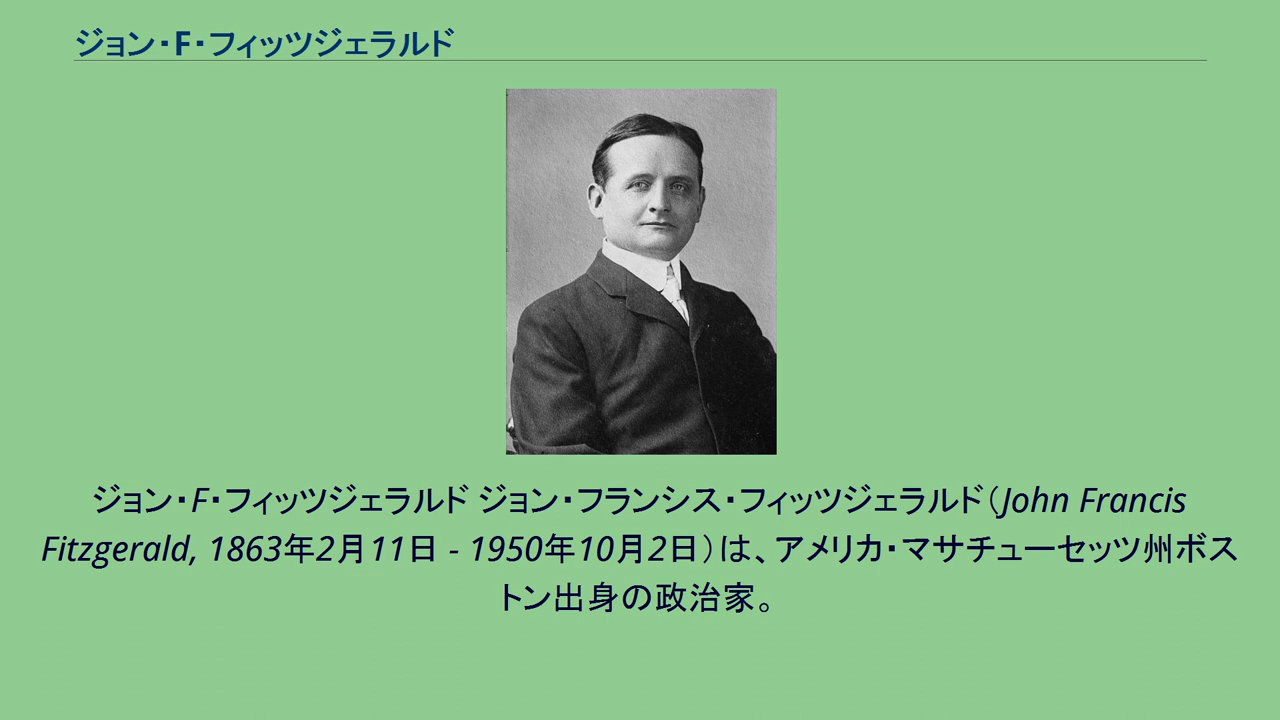 ジョン・F・フィッツジェラルド
ジョン・F・フィッツジェラルド ジョン・フランシス・フィッツジェラルド（John Francis
Fitzgerald, 1863年2月11日 - 1950年10月2日）は、アメリカ・マサチューセッツ州ボス
トン出身の政治家。